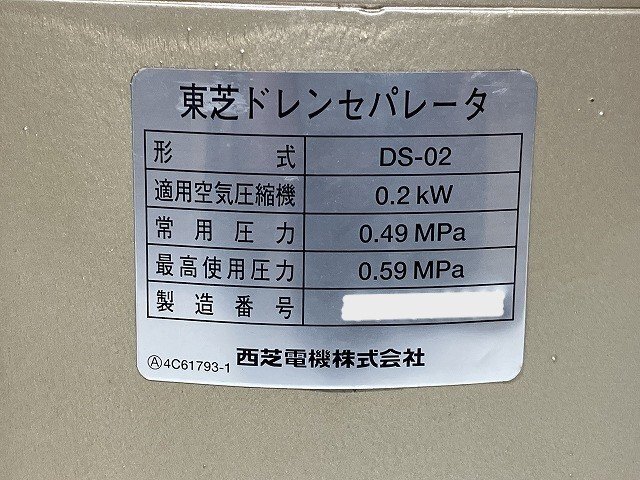 東芝ドレンセパレータ
形式 DS-02
適用空気圧縮機 0.2 kW
常用圧力 0.49 MPa
最高使用圧力 0.59 MPa
製造番号
Ⓐ4C61793-1 西芝電機株式会社